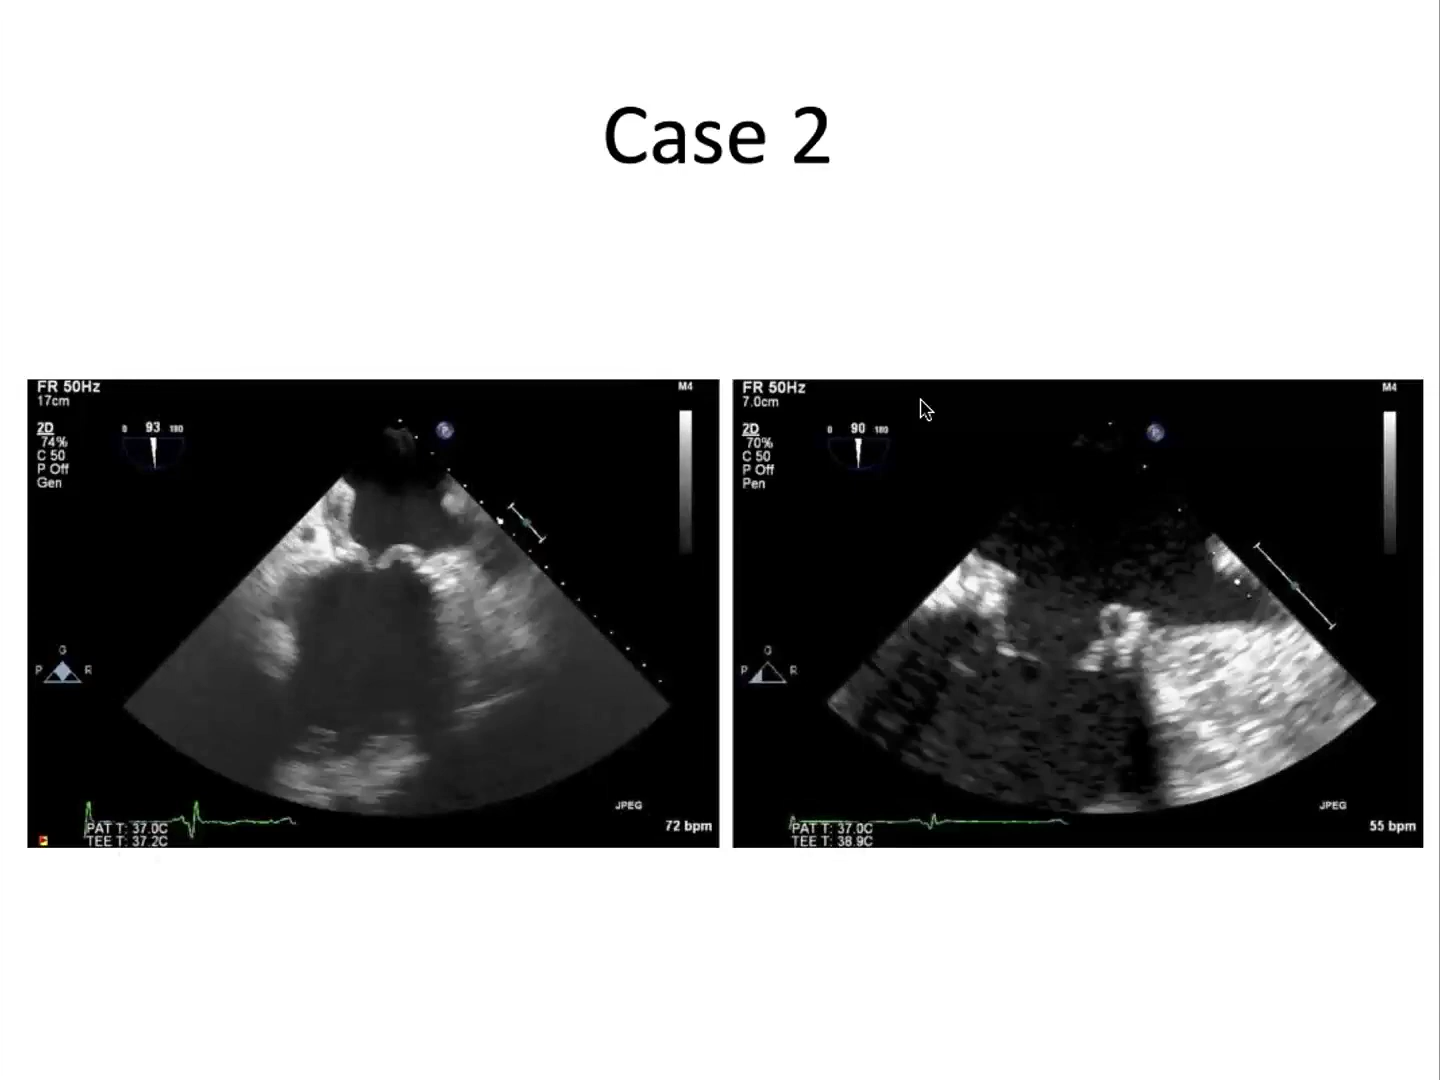 Case 2
FR 50Hz
17cm
M4
2D
74%
C 50
P Off
Gen
0 93 180
G
P R
JPEG
PAT T: 37.0C
TEE T: 37.2C
72 bpm
FR 50Hz
7.0cm
M4
2D
70%
C 50
P Off
Pen
0 90 180
G
P R
JPEG
PAT T: 37.0C
TEE T: 38.9C
55 bpm